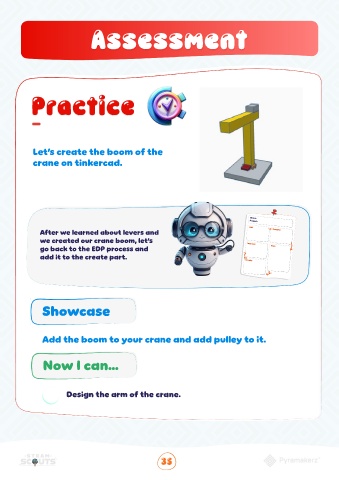 Assessment
Practice
Let's create the boom of the
crane on tinkercad.
After we learned about levers and
we created our crane boom, let's
go back to the EDP process and
add it to the create part.
Showcase
Add the boom to your crane and add pulley to it.
Now I can...
Design the arm of the crane.
SCOUTS
35
Pyramakerz